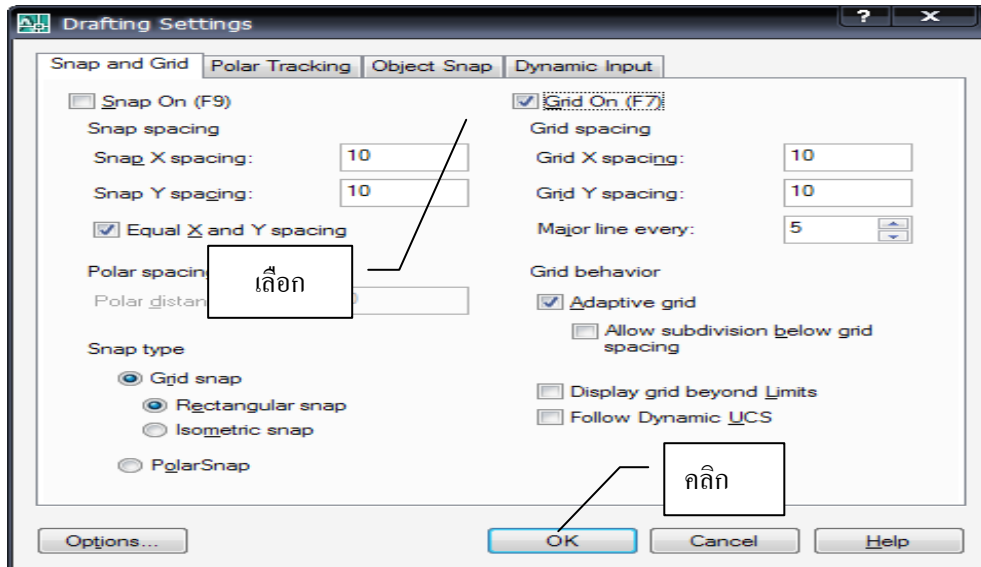 Drafting Settings
Snap and Grid Polar Tracking Object Snap Dynamic Input
Snap On (F9)
Snap spacing
Snap X spacing: 10
Snap Y spacing: 10
Equal X and Y spacing
Polar spacin
Polar distan
เลือก
Snap type
Grid snap
Rectangular snap
Isometric snap
PolarSnap
Grid On (F7)
Grid spacing
Grid X spacing: 10
Grid Y spacing: 10
Major line every: 5
Grid behavior
Adaptive grid
Allow subdivision below grid
spacing
Display grid beyond Limits
Follow Dynamic UCS
คลิก
Options... OK Cancel Help